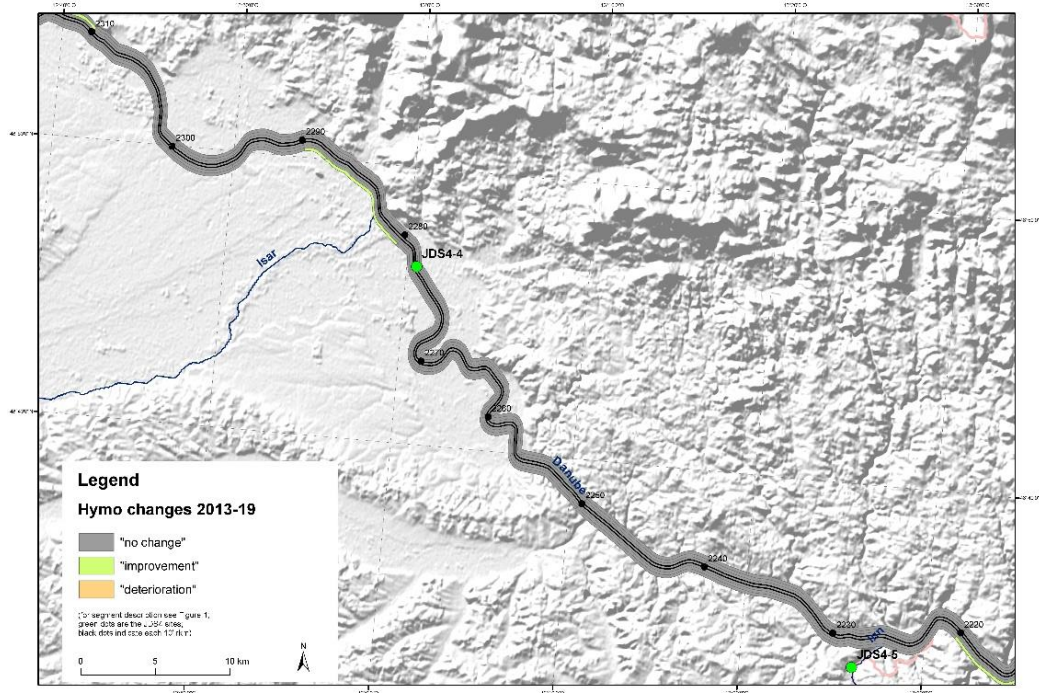 2310
2300
2290
2280
JDS4-4
Isar
2270
2260
Danube
2250
2240
2230
Inn
2220
JDS4-5
Legend
Hymo changes 2013-19
"no change"
"improvement"
"deterioration"
(for segment description see Figure 1,
green dots are the JDS4 sites,
black dots indicate each 10th rkm)
0 5 10 km
N